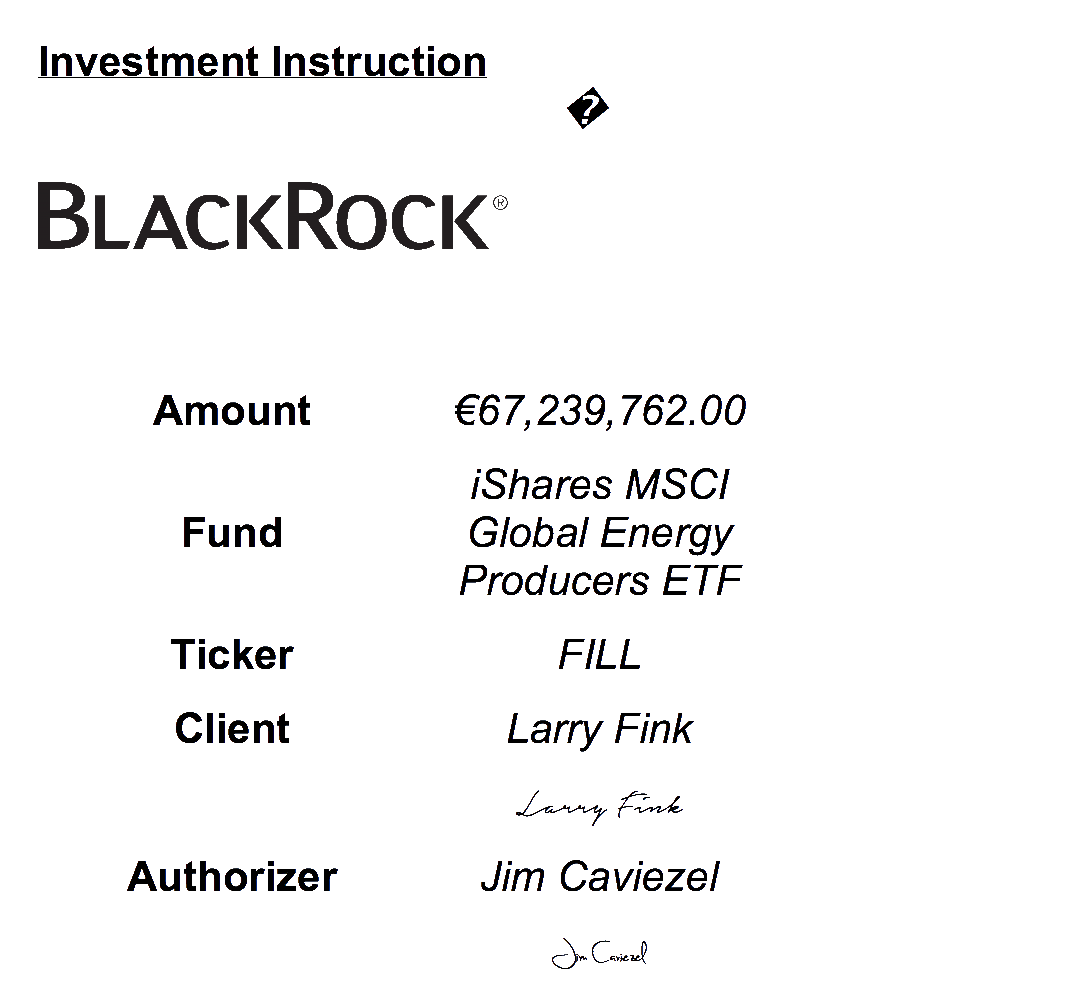 Investment Instruction
�
BLACKROCK®
Amount €67,239,762.00
Fund iShares MSCI
Global Energy
Producers ETF
Ticker FILL
Client Larry Fink
Larry Fink
Authorizer Jim Caviezel
Jim Caviezel